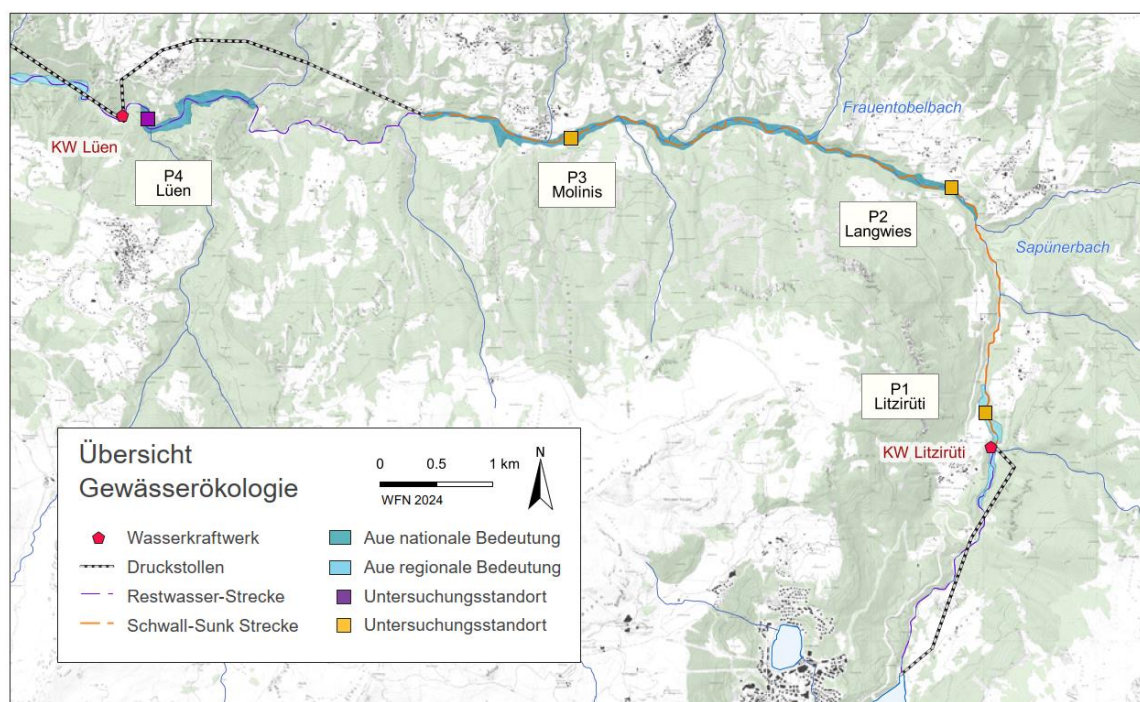 Frauentobelbach
KW Lüen
P4
Lüen
P3
Molinis
P2
Langwies
Sapünerbach
P1
Litzirüti
KW Litzirüti
Übersicht
Gewässerökologie
0 0.5 1 km
WFN 2024
N
Wasserkraftwerk
Druckstollen
Restwasser-Strecke
Schwall-Sunk Strecke
Aue nationale Bedeutung
Aue regionale Bedeutung
Untersuchungsstandort
Untersuchungsstandort